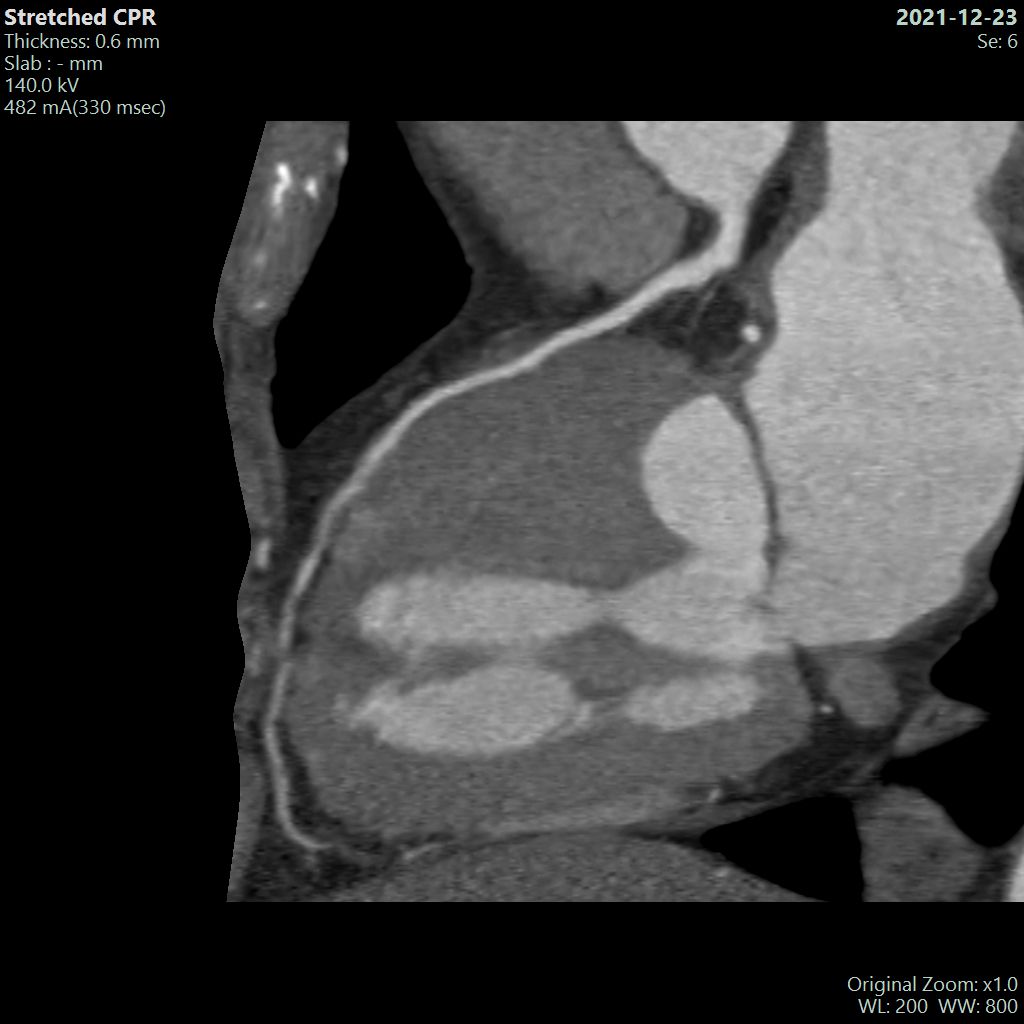 Stretched CPR
Thickness: 0.6 mm
Slab : - mm
140.0 kV
482 mA(330 msec)
2021-12-23
Se: 6
Original Zoom: x1.0
WL: 200 WW: 800